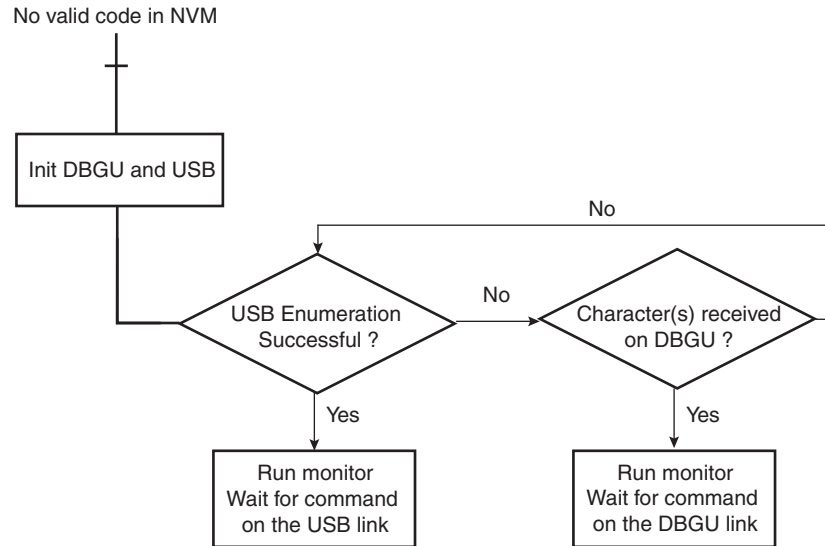 No valid code in NVM
Init DBGU and USB
No
USB Enumeration
Successful ?
No
Character(s) received
on DBGU ?
Yes
Yes
Run monitor
Wait for command
on the USB link
Run monitor
Wait for command
on the DBGU link